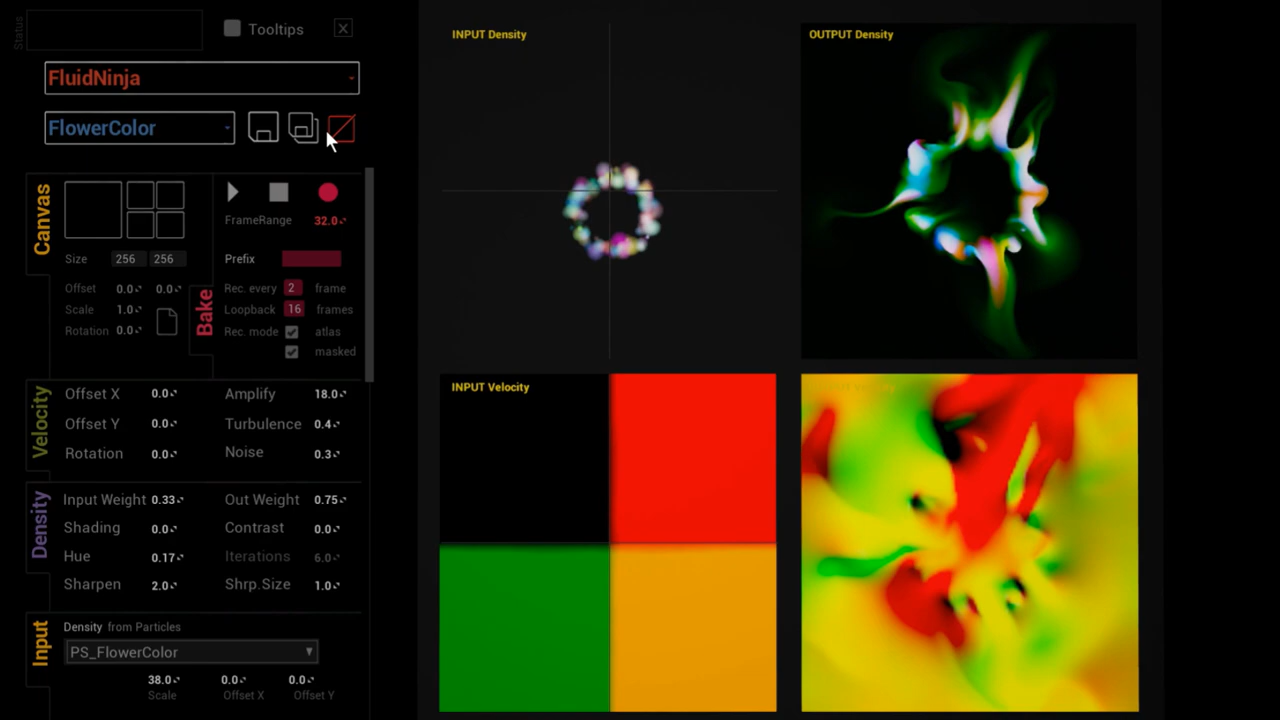 Status
Tooltips
FluidNinja
FlowerColor
Canvas
FrameRange 32.0
Size 256 256
Prefix
Offset 0.0 0.0
Scale 1.0
Rotation 0.0
Bake
Rec. every 2 frame
Loopback 16 frames
Rec. mode atlas
masked
Velocity
Offset X 0.0 Amplify 18.0
Offset Y 0.0 Turbulence 0.4
Rotation 0.0 Noise 0.3
Density
Input Weight 0.33 Out Weight 0.75
Shading 0.0 Contrast 0.0
Hue 0.17 Iterations 6.0
Sharpen 2.0 Shrp.Size 1.0
Input
Density from Particles
PS_FlowerColor
38.0 0.0 0.0
Scale Offset X Offset Y
INPUT Density
OUTPUT Density
INPUT Velocity